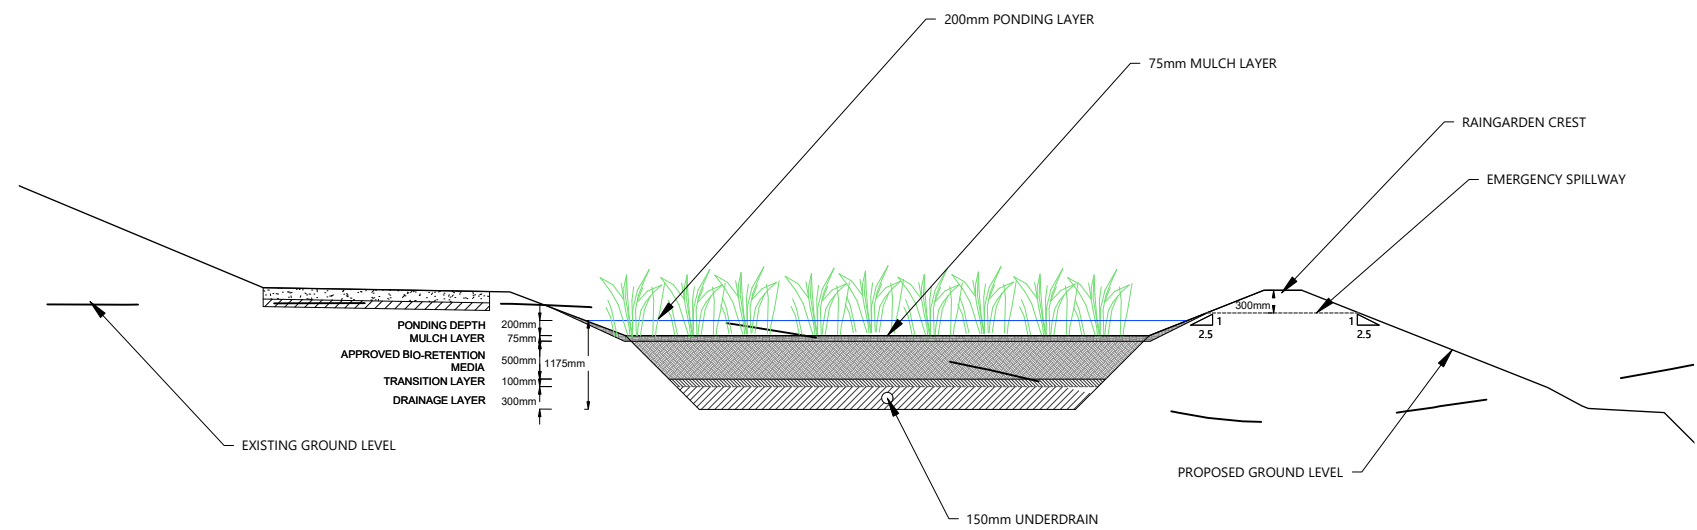 200mm PONDING LAYER
75mm MULCH LAYER
RAINGARDEN CREST
EMERGENCY SPILLWAY
300mm
1
2.5
1
2.5
PONDING DEPTH 200mm
MULCH LAYER 75mm
APPROVED BIO-RETENTION
MEDIA
500mm
1175mm
TRANSITION LAYER 100mm
DRAINAGE LAYER 300mm
EXISTING GROUND LEVEL
PROPOSED GROUND LEVEL
150mm UNDERDRAIN